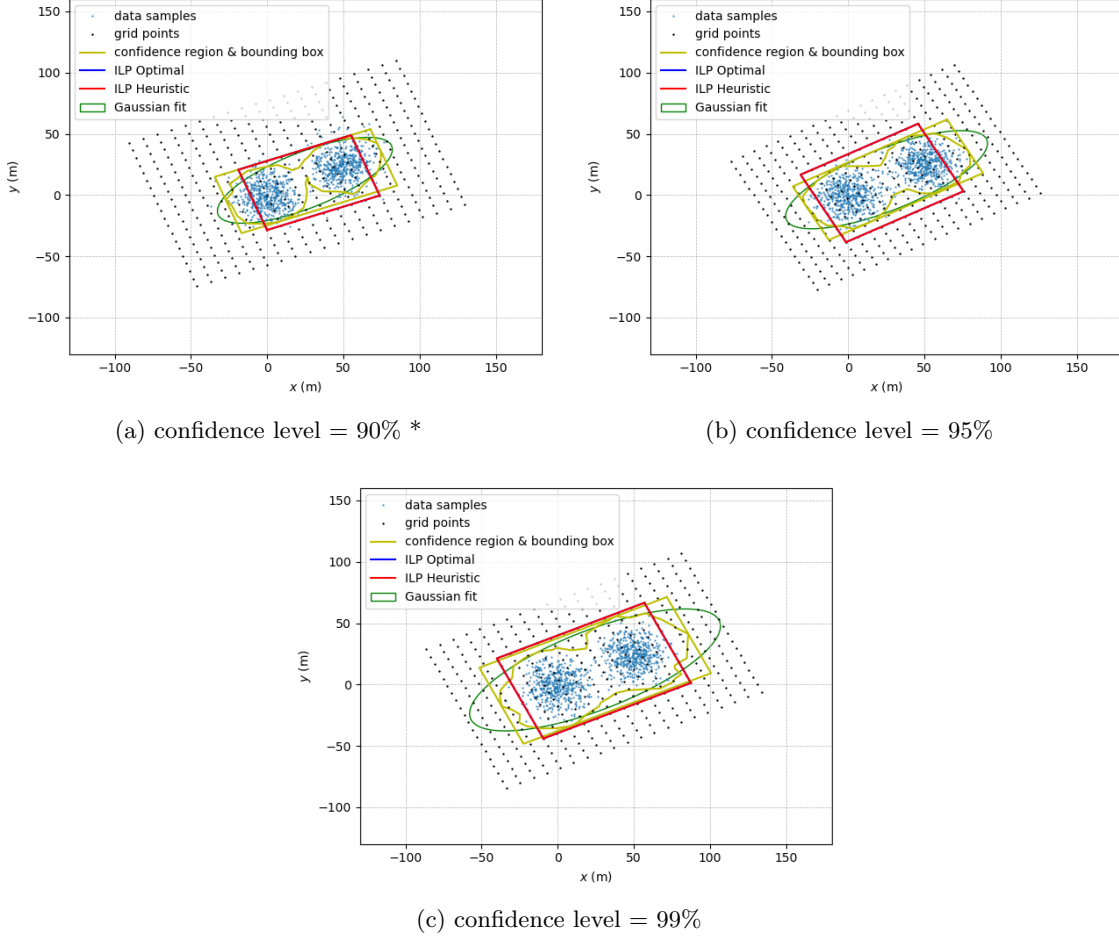 150
100
50
0
−50
−100
y (m)
data samples
grid points
confidence region & bounding box
ILP Optimal
ILP Heuristic
Gaussian fit
−100 −50 0 50 100 150
x (m)
(a) confidence level = 90% *
150
100
50
0
−50
−100
y (m)
data samples
grid points
confidence region & bounding box
ILP Optimal
ILP Heuristic
Gaussian fit
−100 −50 0 50 100 150
x (m)
(b) confidence level = 95%
150
100
50
0
−50
−100
y (m)
data samples
grid points
confidence region & bounding box
ILP Optimal
ILP Heuristic
Gaussian fit
−100 −50 0 50 100 150
x (m)
(c) confidence level = 99%